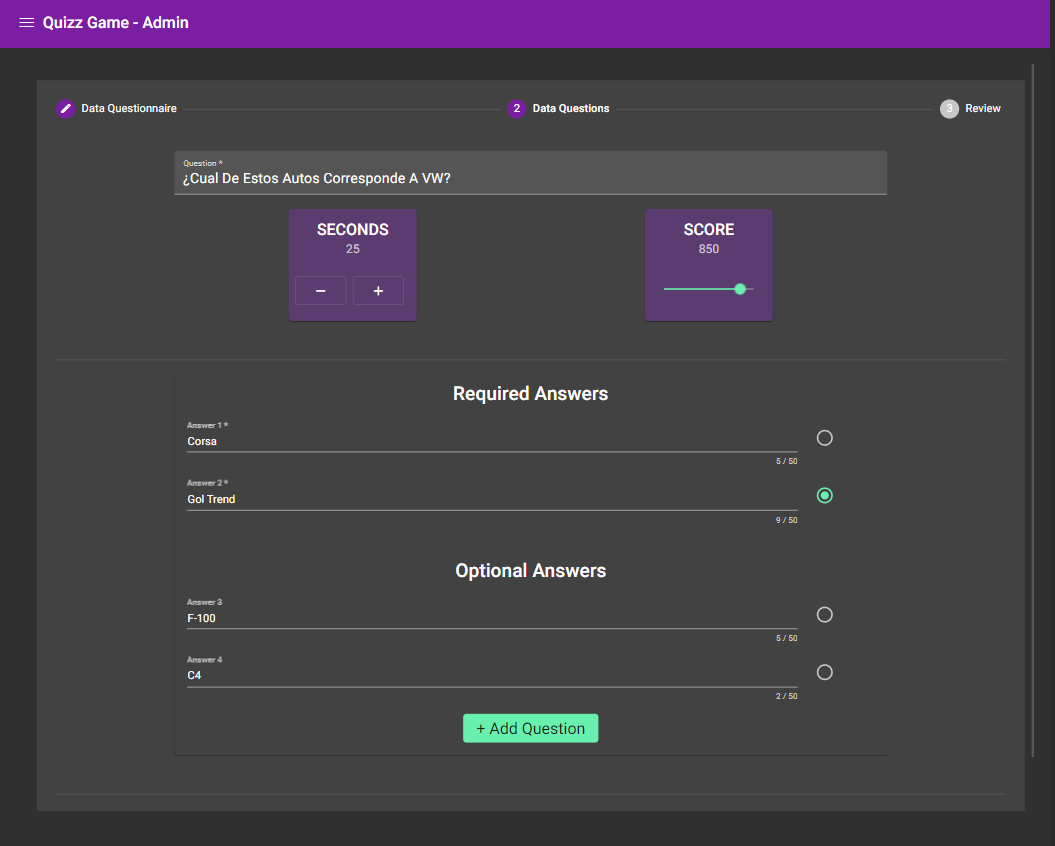 Quizz Game - Admin
Data Questionnaire
2 Data Questions
3 Review
Question *
¿Cual De Estos Autos Corresponde A VW?
SECONDS
25
− +
SCORE
850
Required Answers
Answer 1 *
Corsa
5 / 50
Answer 2 *
Gol Trend
9 / 50
Optional Answers
Answer 3
F-100
5 / 50
Answer 4
C4
2 / 50
+ Add Question